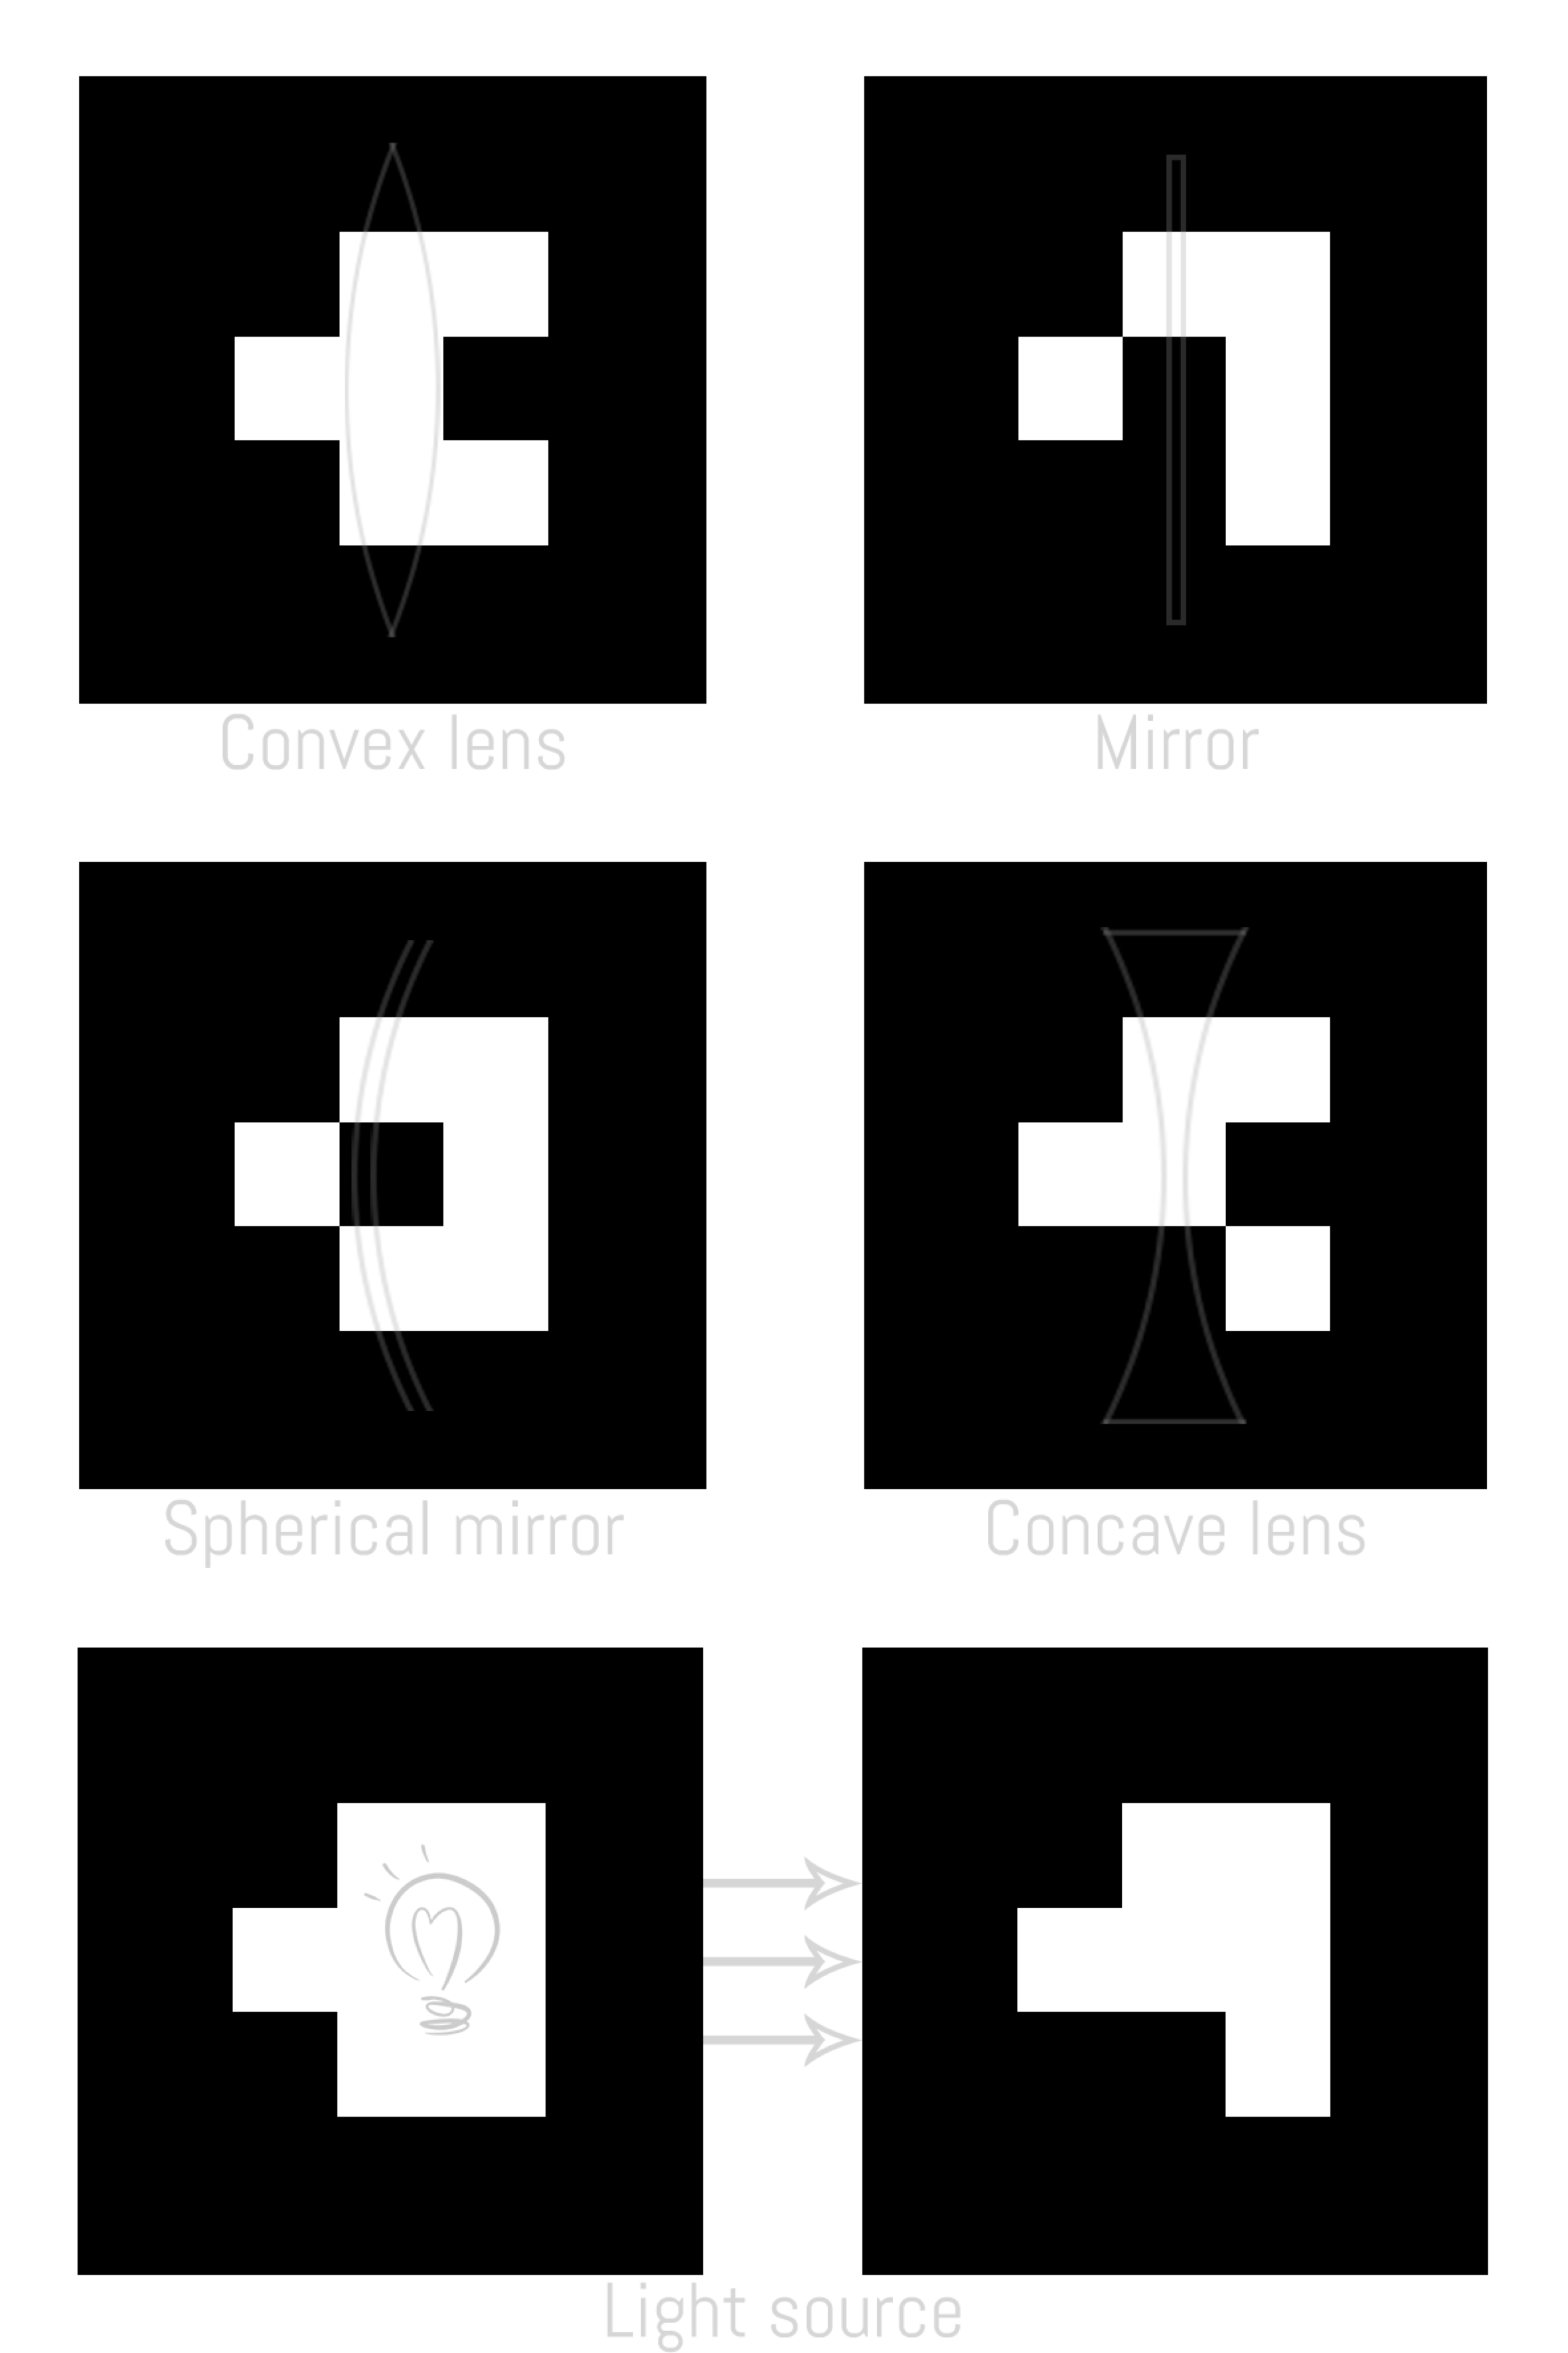 Convex lens
Mirror
Spherical mirror
Concave lens
Light source